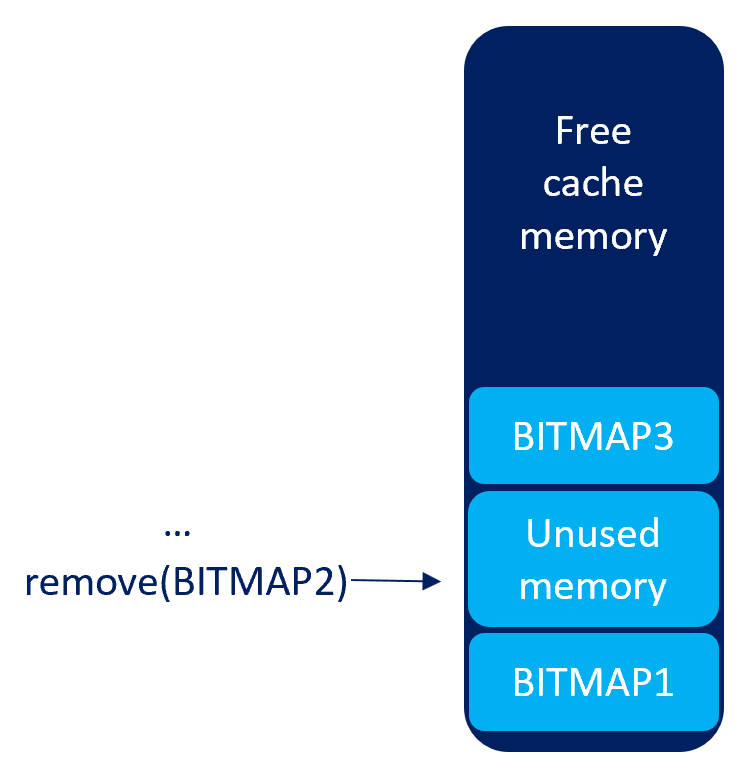 Free
cache
memory
BITMAP3
...
remove(BITMAP2)
Unused
memory
BITMAP1